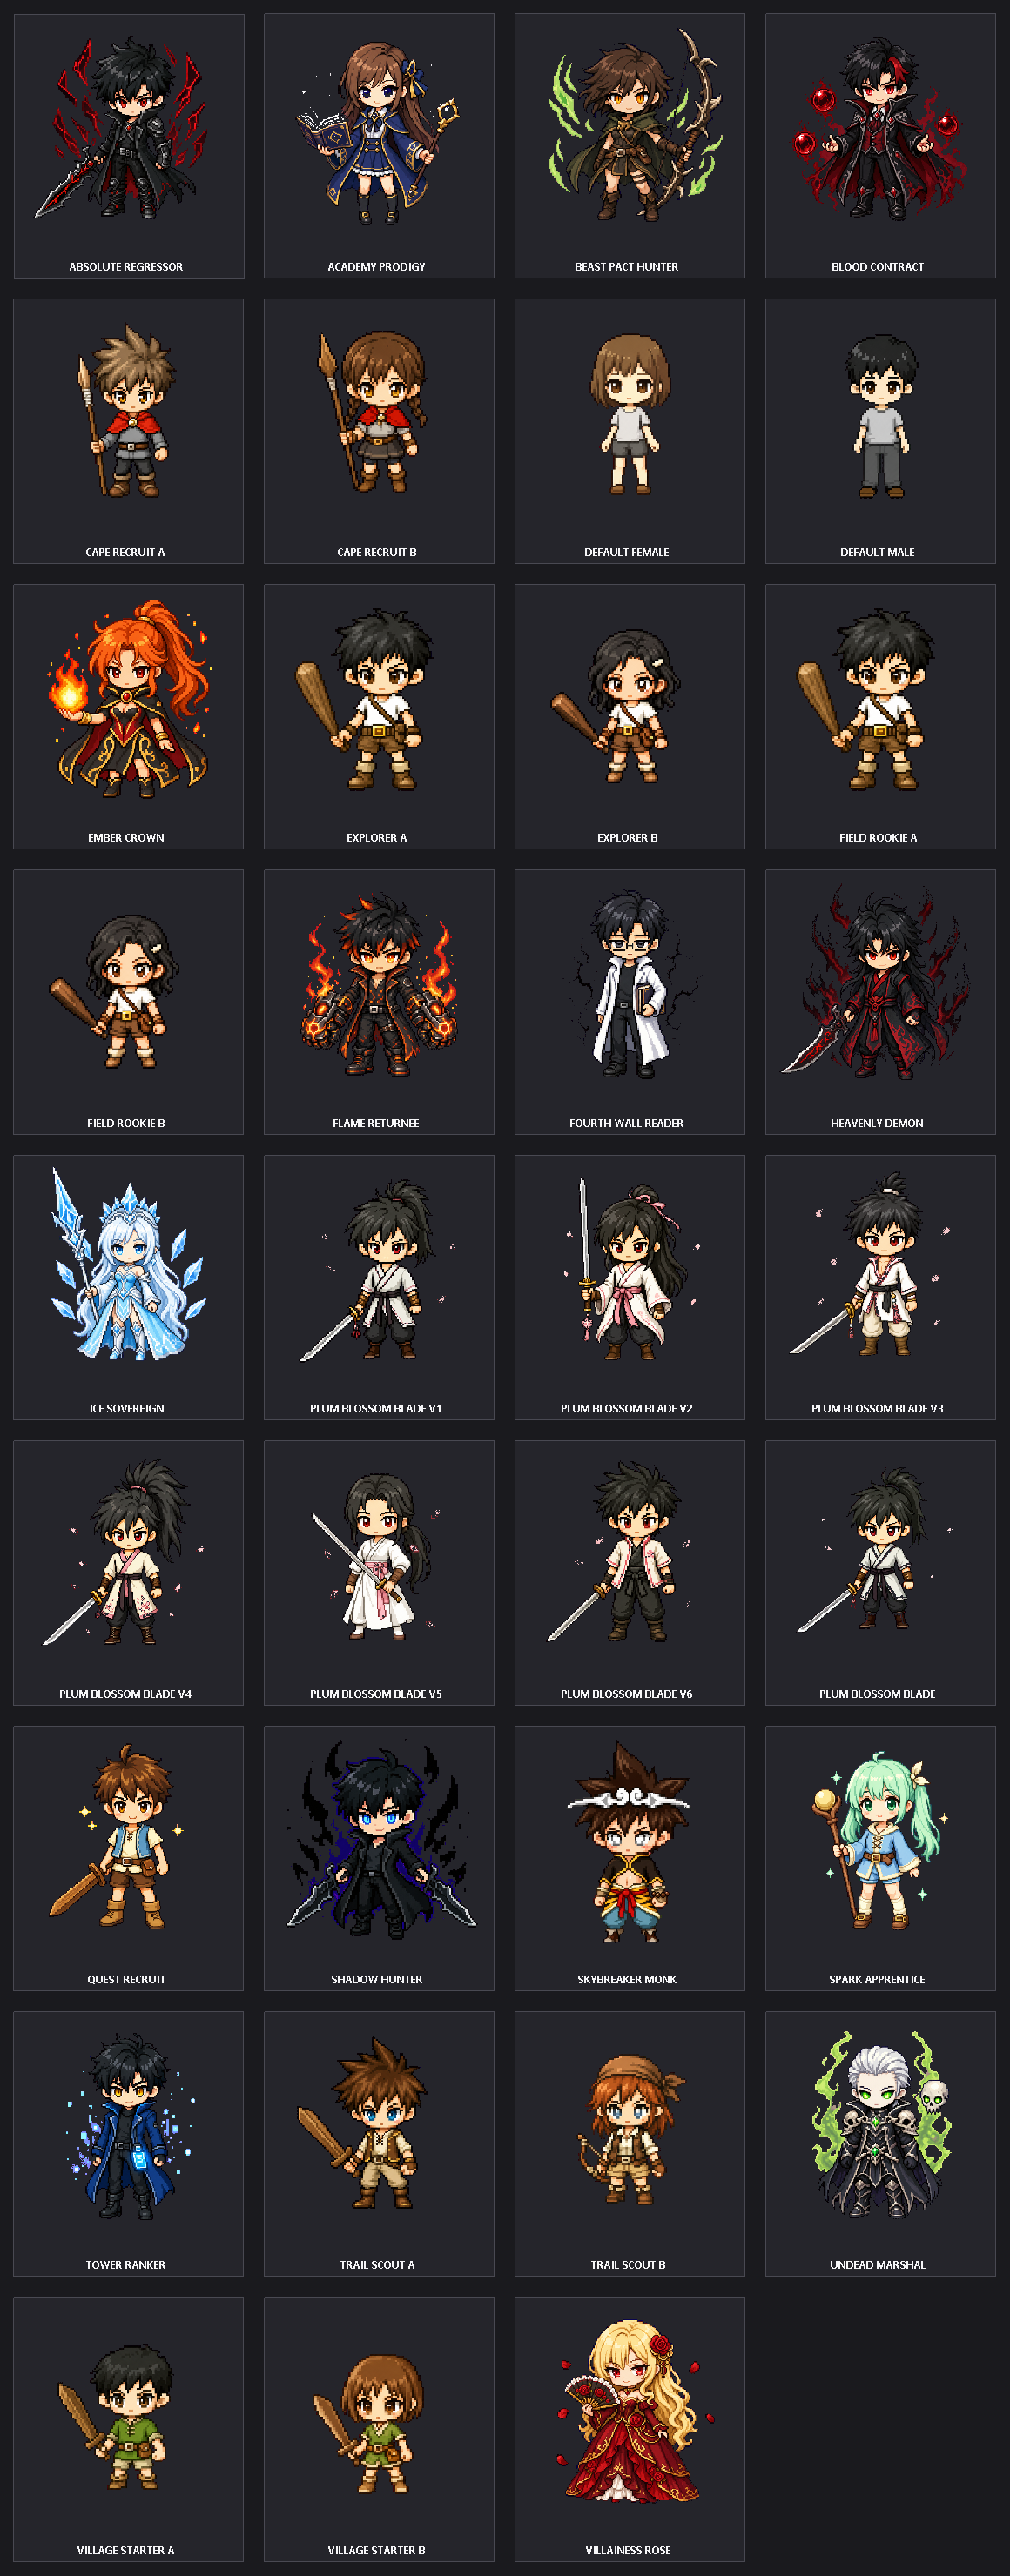 ABSOLUTE REGRESSOR
ACADEMY PRODIGY
BEAST PACT HUNTER
BLOOD CONTRACT
CAPE RECRUIT A
CAPE RECRUIT B
DEFAULT FEMALE
DEFAULT MALE
EMBER CROWN
EXPLORER A
EXPLORER B
FIELD ROOKIE A
FIELD ROOKIE B
FLAME RETURNEE
FOURTH WALL READER
HEAVENLY DEMON
ICE SOVEREIGN
PLUM BLOSSOM BLADE V1
PLUM BLOSSOM BLADE V2
PLUM BLOSSOM BLADE V3
PLUM BLOSSOM BLADE V4
PLUM BLOSSOM BLADE V5
PLUM BLOSSOM BLADE V6
PLUM BLOSSOM BLADE
QUEST RECRUIT
SHADOW HUNTER
SKYBREAKER MONK
SPARK APPRENTICE
TOWER RANKER
TRAIL SCOUT A
TRAIL SCOUT B
UNDEAD MARSHAL
VILLAGE STARTER A
VILLAGE STARTER B
VILLAINESS ROSE